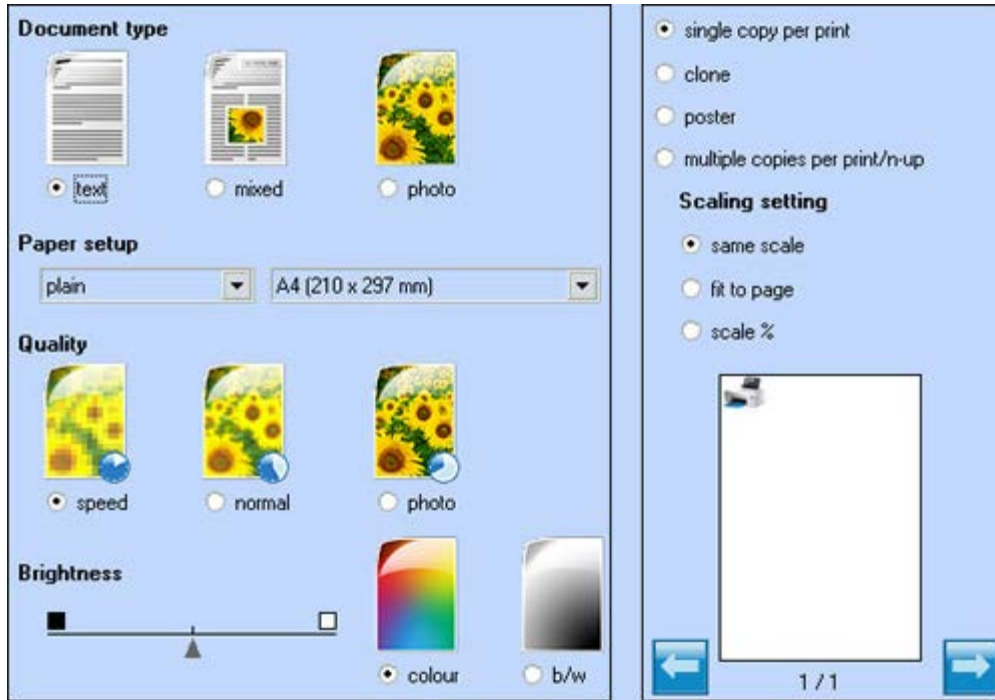 Document type
text
mixed
photo
Paper setup
plain
A4 (210 x 297 mm)
Quality
speed
normal
photo
Brightness
colour
b/w
single copy per print
clone
poster
multiple copies per print/n-up
Scaling setting
same scale
fit to page
scale %
1 / 1